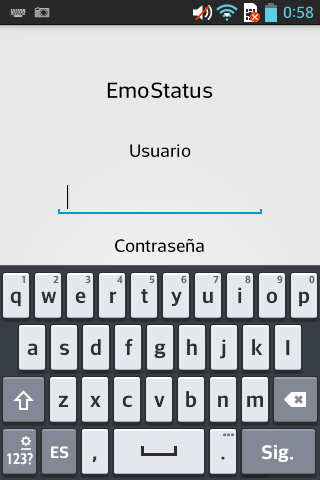 0:58
EmoStatus
Usuario
Contraseña
1 2 3 4 5 6 7 8 9 0
q w e r t y u i o p
a s d f g h j k l
z x c v b n m
123? ES , . ... Sig.